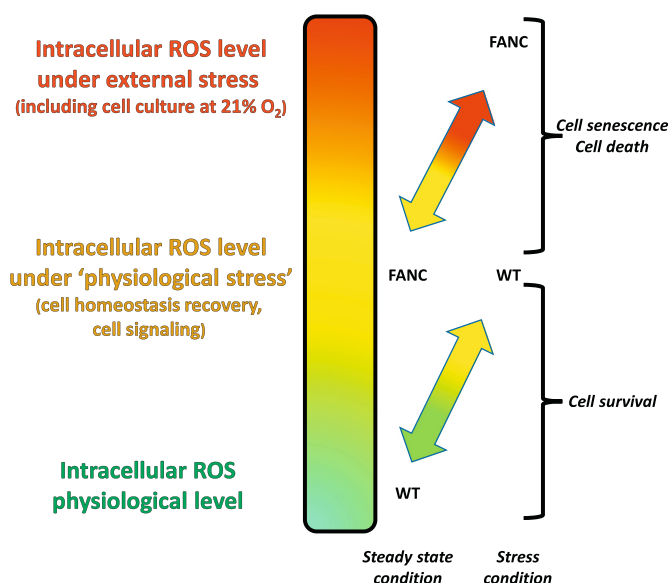 Intracellular ROS level
under external stress
(including cell culture at 21% O₂)
FANC
Cell senescence
Cell death
Intracellular ROS level
under ‘physiological stress’
(cell homeostasis recovery,
cell signaling)
FANC
WT
Cell survival
Intracellular ROS
physiological level
WT
Steady state
condition
Stress
condition